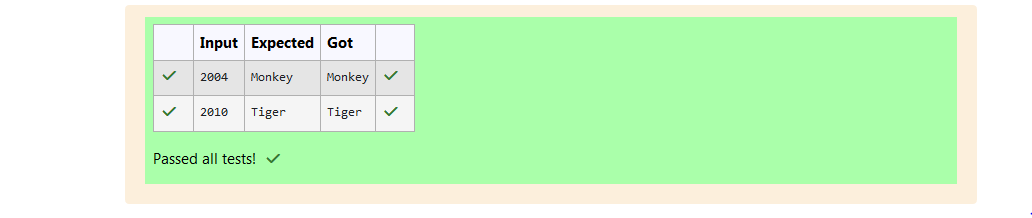 Input Expected Got
2004 Monkey Monkey
2010 Tiger Tiger
Passed all tests!